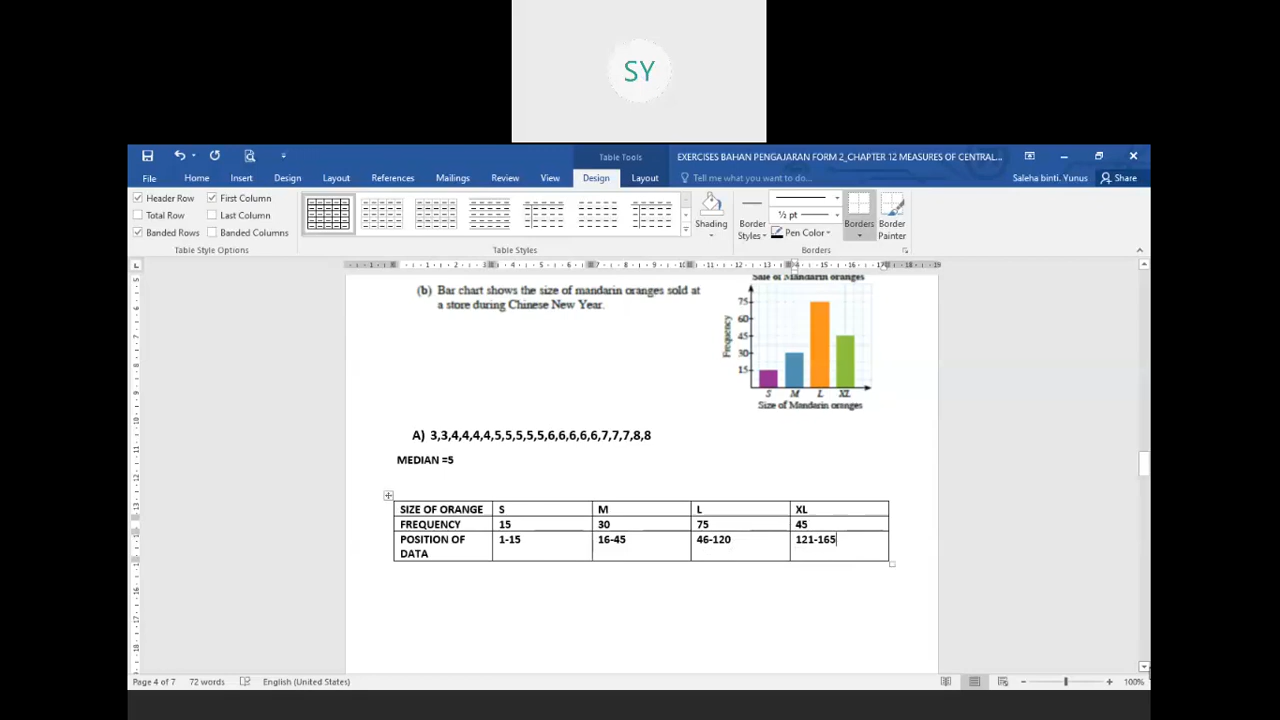 SY
EXERCISES BAHAN PENGAJARAN FORM 2_CHAPTER 12 MEASURES OF CENTRAL...
Table Tools
File Home Insert Design Layout References Mailings Review View Design Layout Tell me what you want to do... Saleha binti. Yunus Share
Header Row First Column
Total Row Last Column
Banded Rows Banded Columns
Table Style Options
Table Styles
Shading
Border Styles
½ pt
Pen Color
Borders
Border Painter
Borders
Sale of Mandarin oranges
(b) Bar chart shows the size of mandarin oranges sold at
a store during Chinese New Year.
Frequency
75
60
45
30
15
S M L XL
Size of Mandarin oranges
A) 3,3,4,4,4,4,5,5,5,5,5,6,6,6,6,6,7,7,7,8,8
MEDIAN =5
SIZE OF ORANGE S M L XL
FREQUENCY 15 30 75 45
POSITION OF DATA 1-15 16-45 46-120 121-165
Page 4 of 7 72 words English (United States) 100%